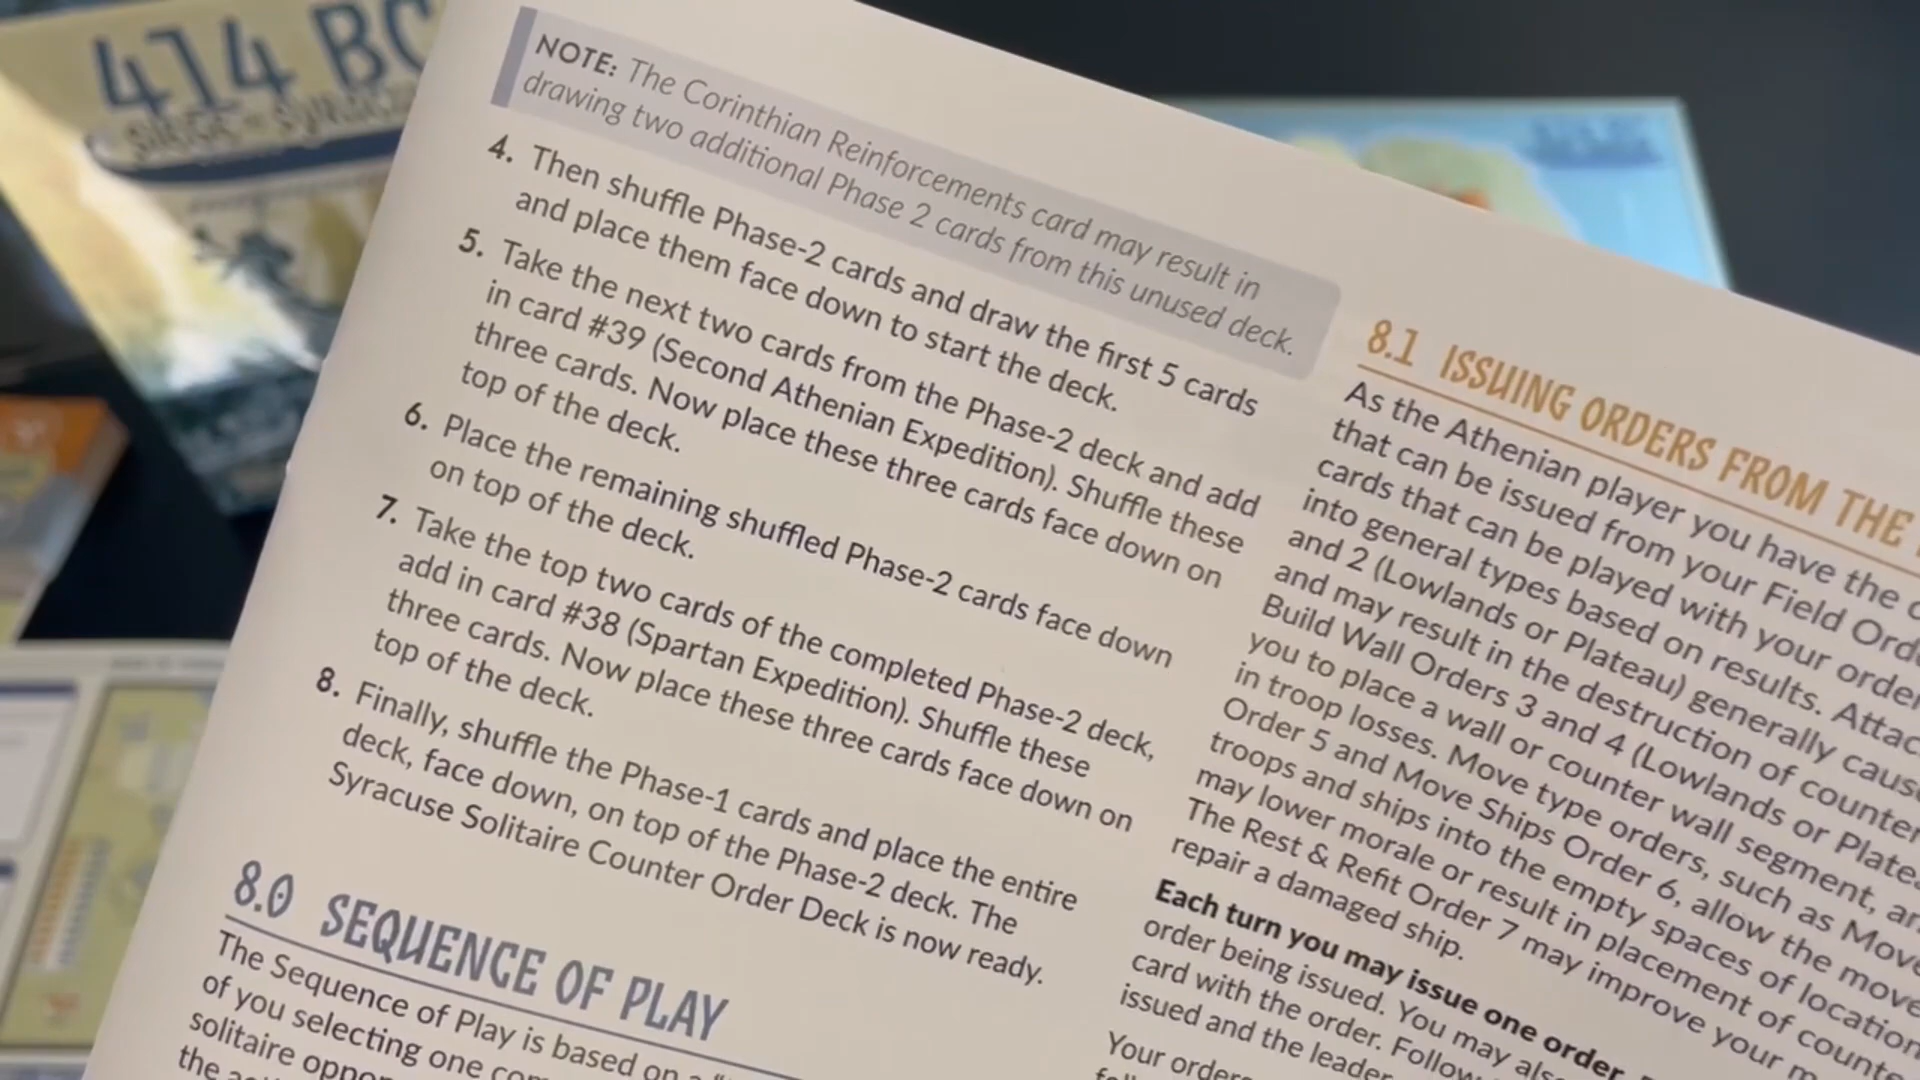 414 BC
SIEGE OF SYRACUSE
NOTE: The Corinthian Reinforcements card may result in
drawing two additional Phase 2 cards from this unused deck.
4. Then shuffle Phase-2 cards and draw the first 5 cards
and place them face down to start the deck.
5. Take the next two cards from the Phase-2 deck and add
in card #39 (Second Athenian Expedition). Shuffle these
three cards. Now place these three cards face down on
top of the deck.
6. Place the remaining shuffled Phase-2 cards face down
on top of the deck.
7. Take the top two cards of the completed Phase-2 deck,
add in card #38 (Spartan Expedition). Shuffle these
three cards. Now place these three cards face down on
top of the deck.
8. Finally, shuffle the Phase-1 cards and place the entire
deck, face down, on top of the Phase-2 deck. The
Syracuse Solitaire Counter Order Deck is now ready.
8.0 SEQUENCE OF PLAY
The Sequence of Play is based on a
of you selecting one
solitaire
the
8.1 ISSUING ORDERS FROM THE
As the Athenian player you have the
that can be issued from your Field
cards that can be played with your
into general types based on results.
and 2 (Lowlands or Plateau) generally
and may result in the destruction of
Build Wall Orders 3 and 4 (Lowlands or
you to place a wall or counter wall segment,
in troop losses. Move type orders, such as
Order 5 and Move Ships Order 6, allow the
troops and ships into the empty spaces of
may lower morale or result in placement of
The Rest & Refit Order 7 may improve your
repair a damaged ship.
Each turn you may issue one order.
order being issued. You may
card with the order.
issued and the leader
Your